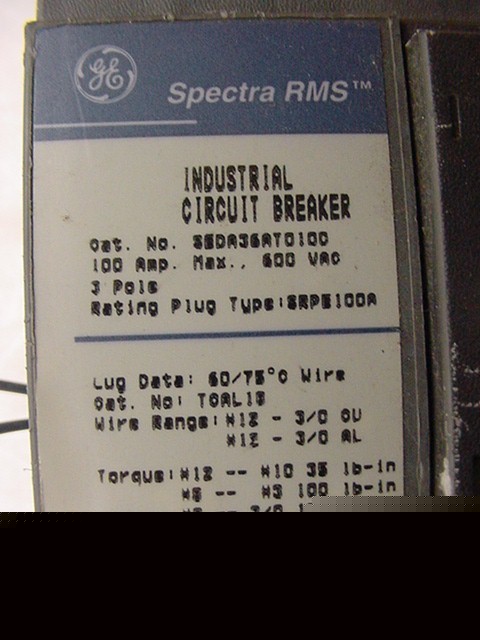 GE
Spectra RMS™
INDUSTRIAL
CIRCUIT BREAKER
Cat. No. SEDA36AT0100
100 Amp. Max., 600 VAC
3 Pole
Rating Plug Type:SRPE100A
Lug Data: 60/75°C Wire
Cat. No: TCAL18
Wire Range:#12 - 3/0 CU
#12 - 3/0 AL
Torque:#12 -- #10 35 lb-in
#8 -- #3 100 lb-in